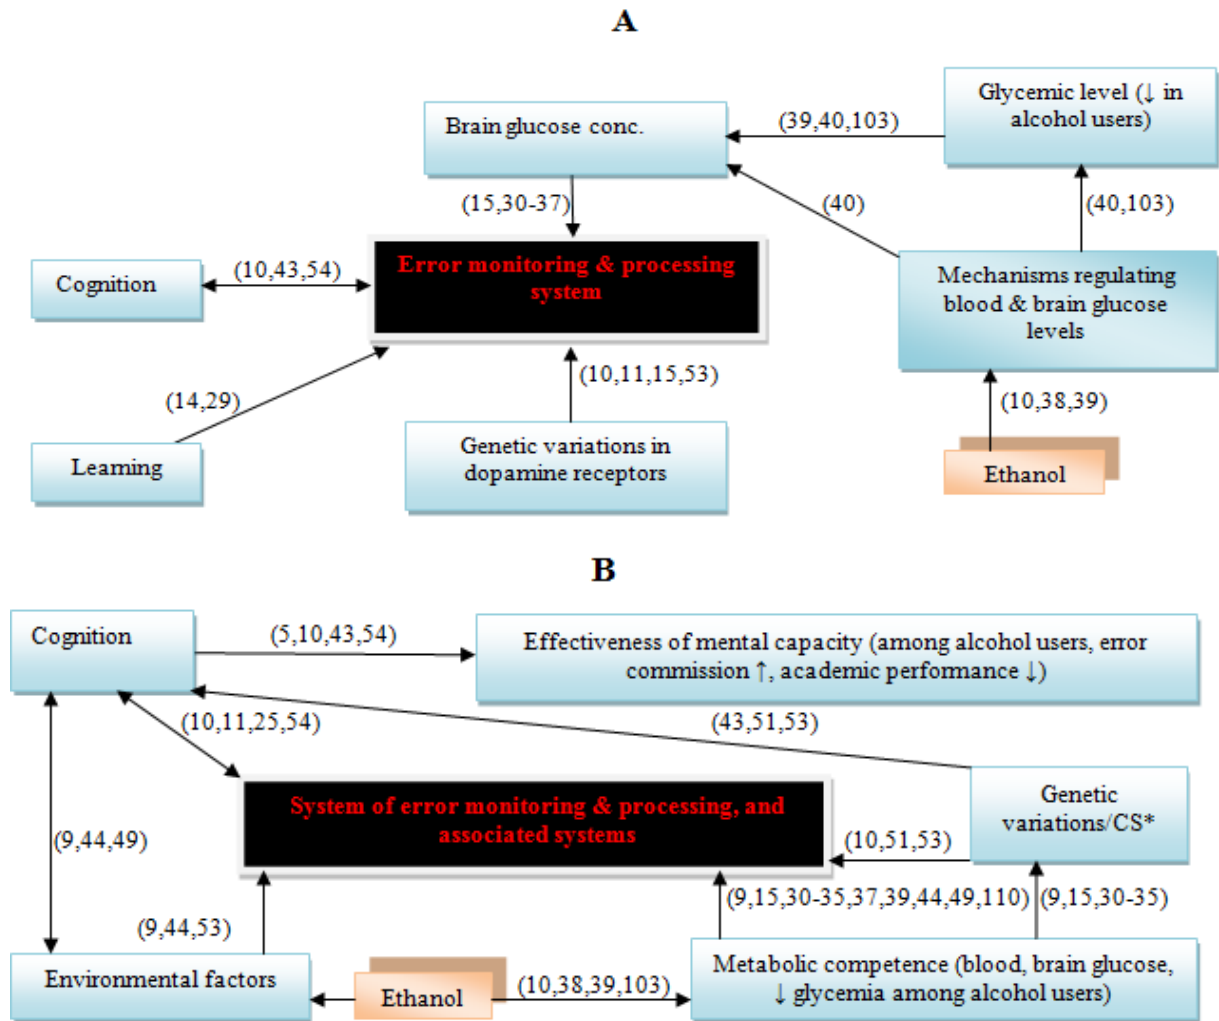 A
Glycemic level (↓ in
alcohol users)
Brain glucose conc.
(39,40,103)
(15,30-37)
(40)
(40,103)
Error monitoring & processing
system
Cognition
(10,43,54)
Mechanisms regulating
blood & brain glucose
levels
(14,29)
(10,11,15,53)
(10,38,39)
Learning
Genetic variations in
dopamine receptors
Ethanol
B
Cognition
(5,10,43,54)
Effectiveness of mental capacity (among alcohol users, error
commission ↑, academic performance ↓)
(10,11,25,54)
(43,51,53)
System of error monitoring & processing, and
associated systems
Genetic
variations/CS*
(9,44,49)
(10,51,53)
(9,44,53)
(9,15,30-35,37,39,44,49,110)
(9,15,30-35)
Environmental factors
Ethanol
(10,38,39,103)
Metabolic competence (blood, brain glucose,
↓ glycemia among alcohol users)